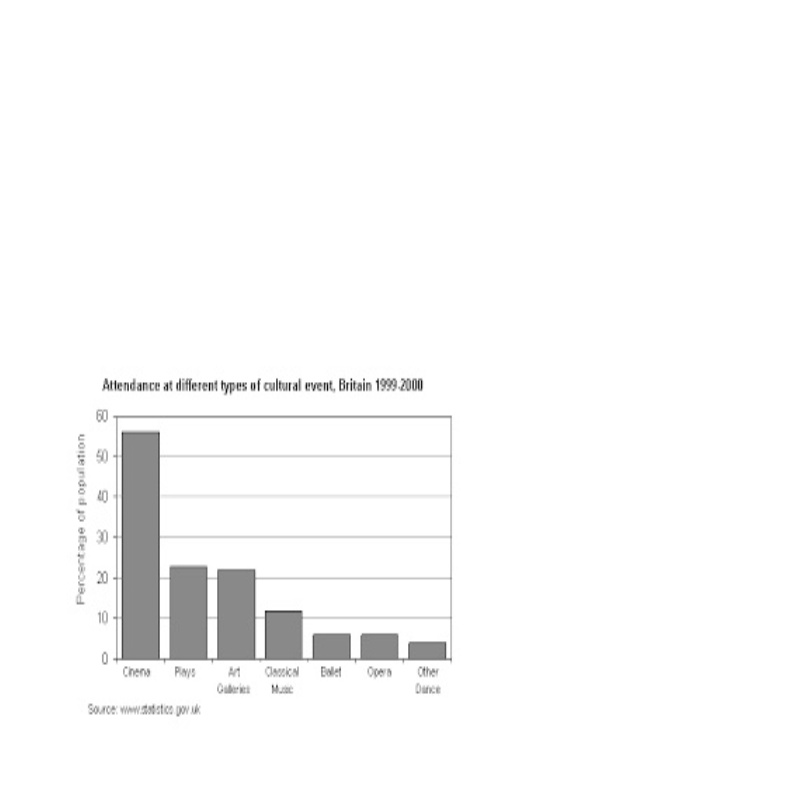 Attendance at different types of cultural event, Britain 1999-2000
Percentage of population
60
50
40
30
20
10
0
Cinema Plays Art Galleries Classical Music Ballet Opera Other Dance
Source: www.statistics.gov.uk